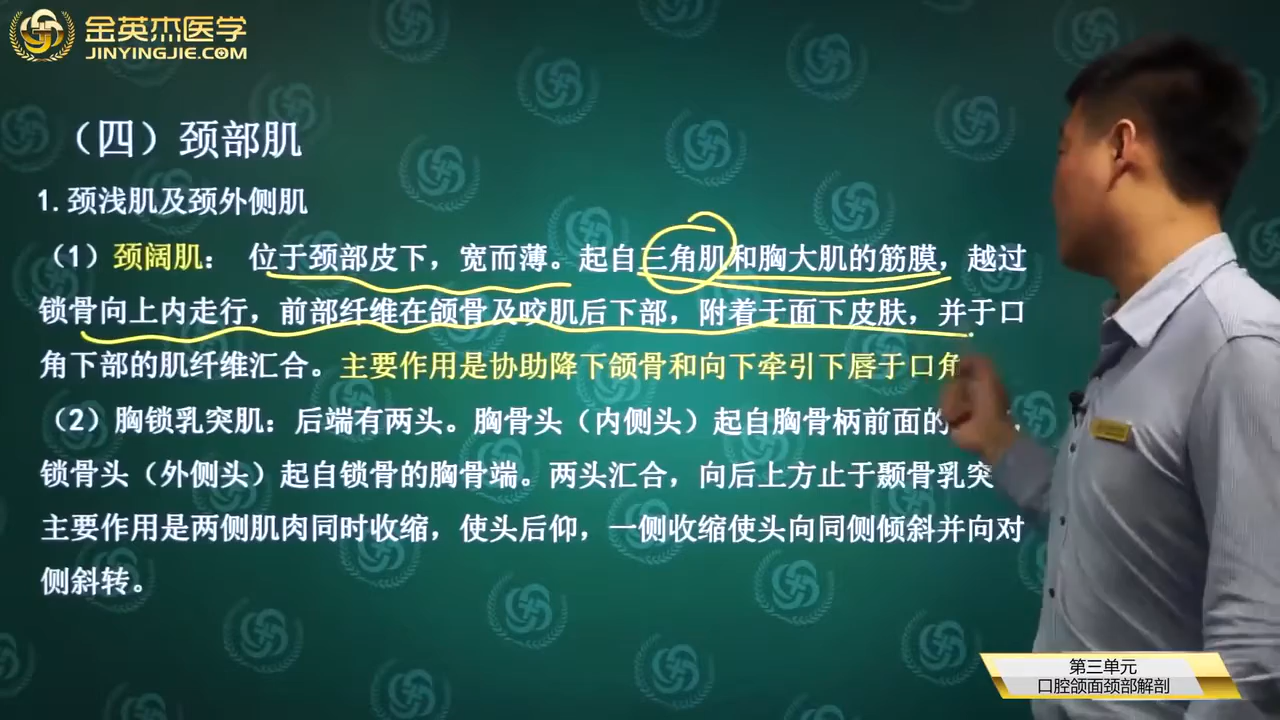 金英杰医学
JINYINGJIE.COM
（四）颈部肌
1.颈浅肌及颈外侧肌
（1）颈阔肌： 位于颈部皮下，宽而薄。起自三角肌和胸大肌的筋膜，越过
锁骨向上内走行，前部纤维在颌骨及咬肌后下部，附着于面下皮肤，并于口
角下部的肌纤维汇合。主要作用是协助降下颌骨和向下牵引下唇于口角
（2）胸锁乳突肌：后端有两头。胸骨头（内侧头）起自胸骨柄前面的
锁骨头（外侧头）起自锁骨的胸骨端。两头汇合，向后上方止于颞骨乳突
主要作用是两侧肌肉同时收缩，使头后仰，一侧收缩使头向同侧倾斜并向对
侧斜转。
第三单元
口腔颌面颈部解剖